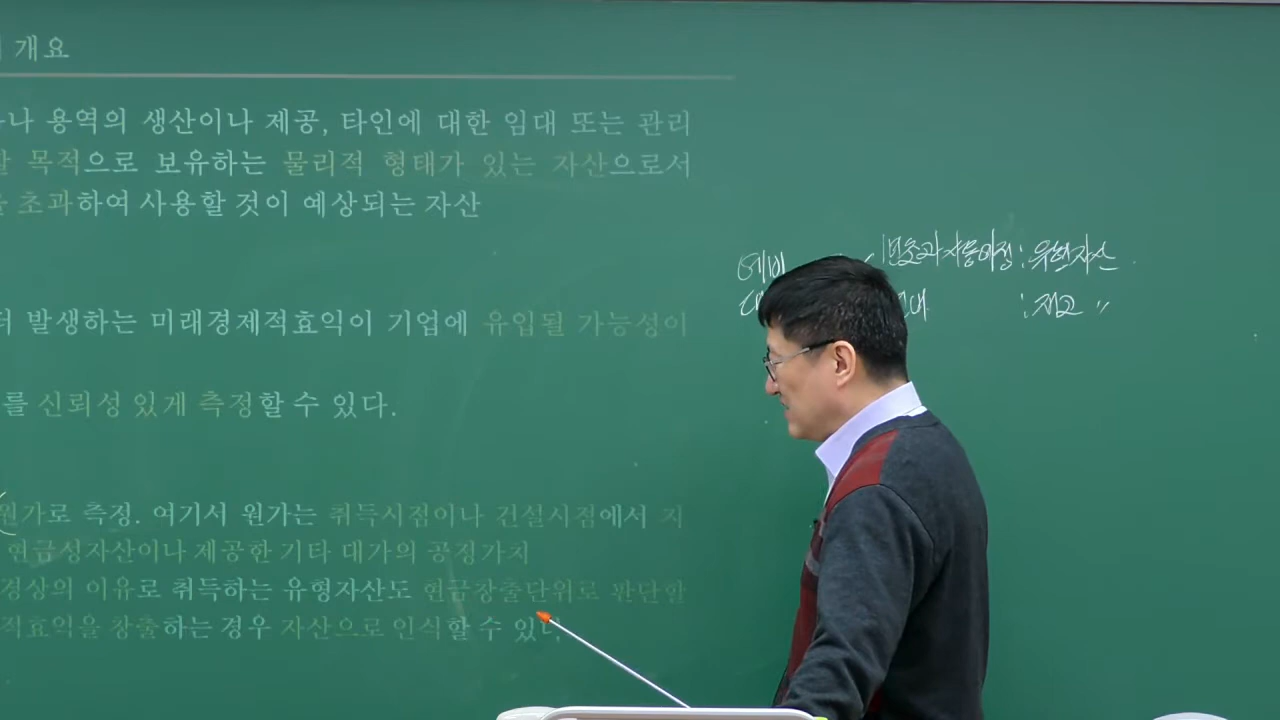 개요
나 용역의 생산이나 제공, 타인에 대한 임대 또는 관리
목적으로 보유하는 물리적 형태가 있는 자산으로서
초과하여 사용할 것이 예상되는 자산
발생하는 미래경제적효익이 기업에 유입될 가능성이
를 신뢰성 있게 측정할 수 있다.
원가로 측정. 여기서 원가는 취득시점이나 건설시점에서 지
현금성자산이나 제공한 기타 대가의 공정가치
경상의 이유로 취득하는 유형자산도 현금창출단위로 판단할
적효익을 창출하는 경우 자산으로 인식할 수 있다.
예비 1년초과 사용예정 : 유형자산
대 : 재고 〃